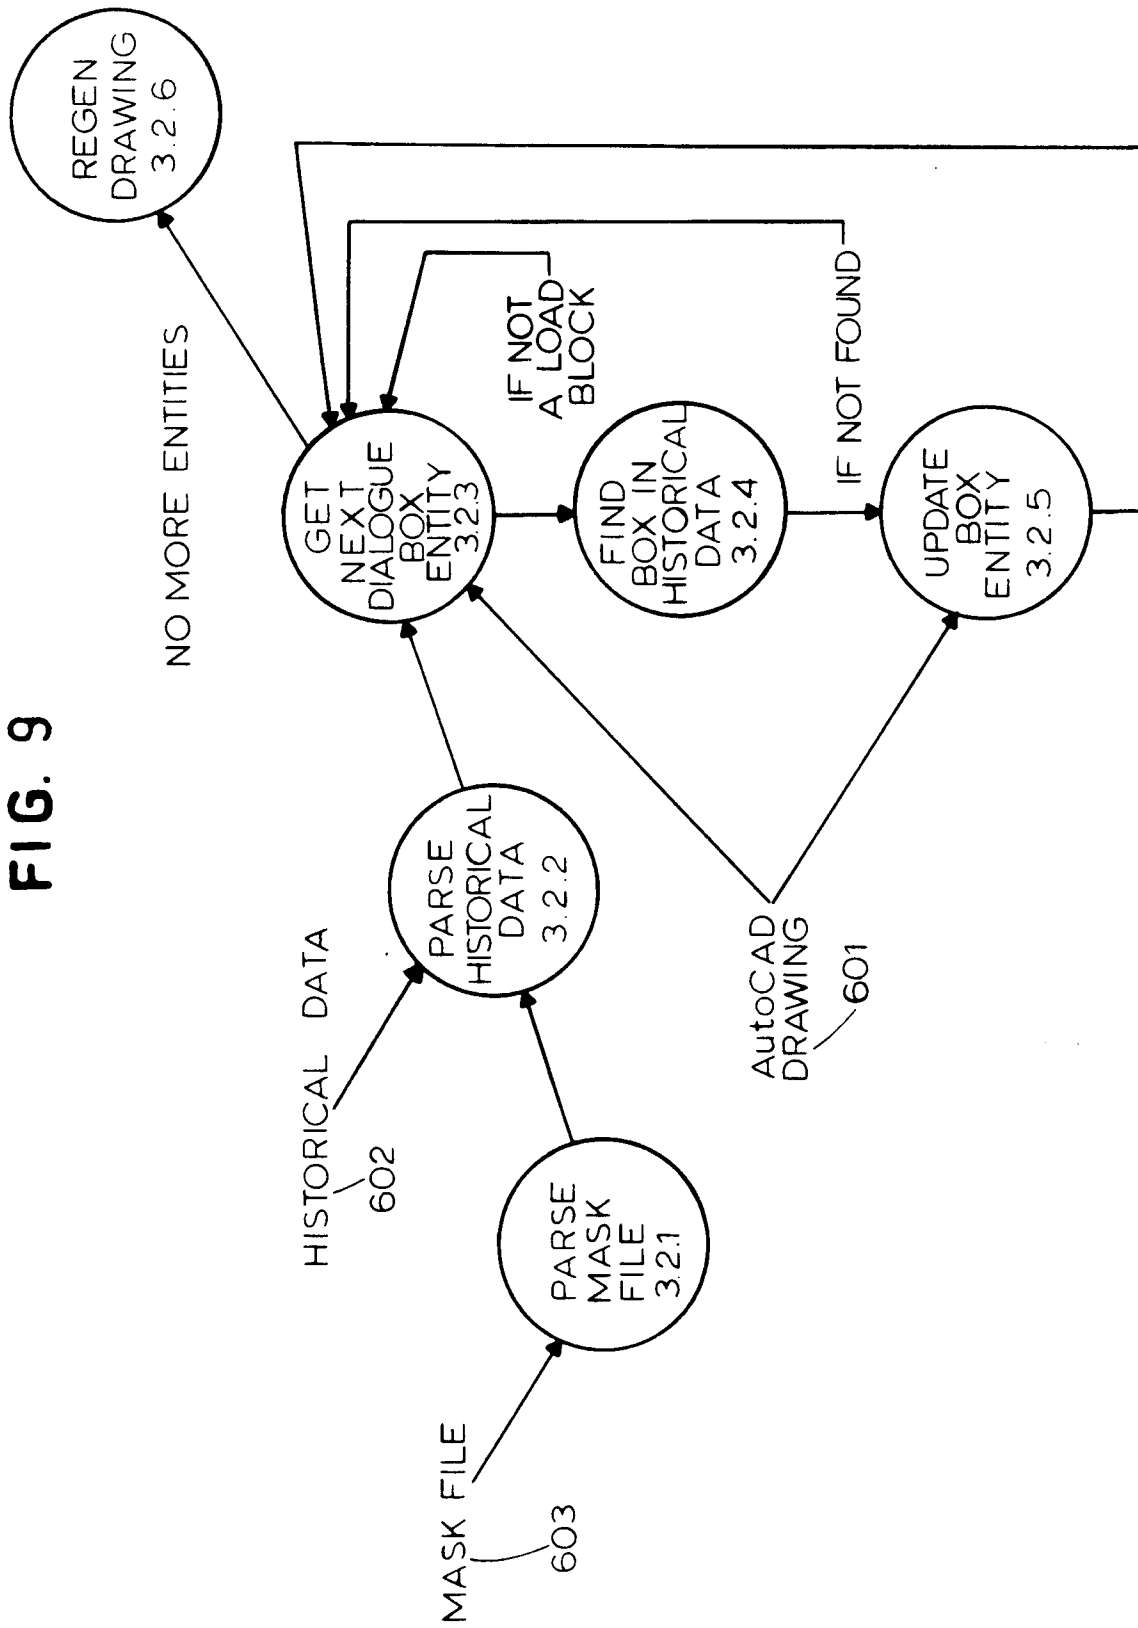 FIG. 9
MASK FILE
603
PARSE
MASK
FILE
3.2.1
HISTORICAL DATA
602
PARSE
HISTORICAL
DATA
3.2.2
AutoCAD
DRAWING
601
NO MORE ENTITIES
GET
NEXT
DIALOGUE
BOX
ENTITY
3.2.3
FIND
BOX IN
HISTORICAL
DATA
3.2.4
UPDATE
BOX
ENTITY
3.2.5
IF NOT
A LOAD
BLOCK
IF NOT FOUND
REGEN
DRAWING
3.2.6